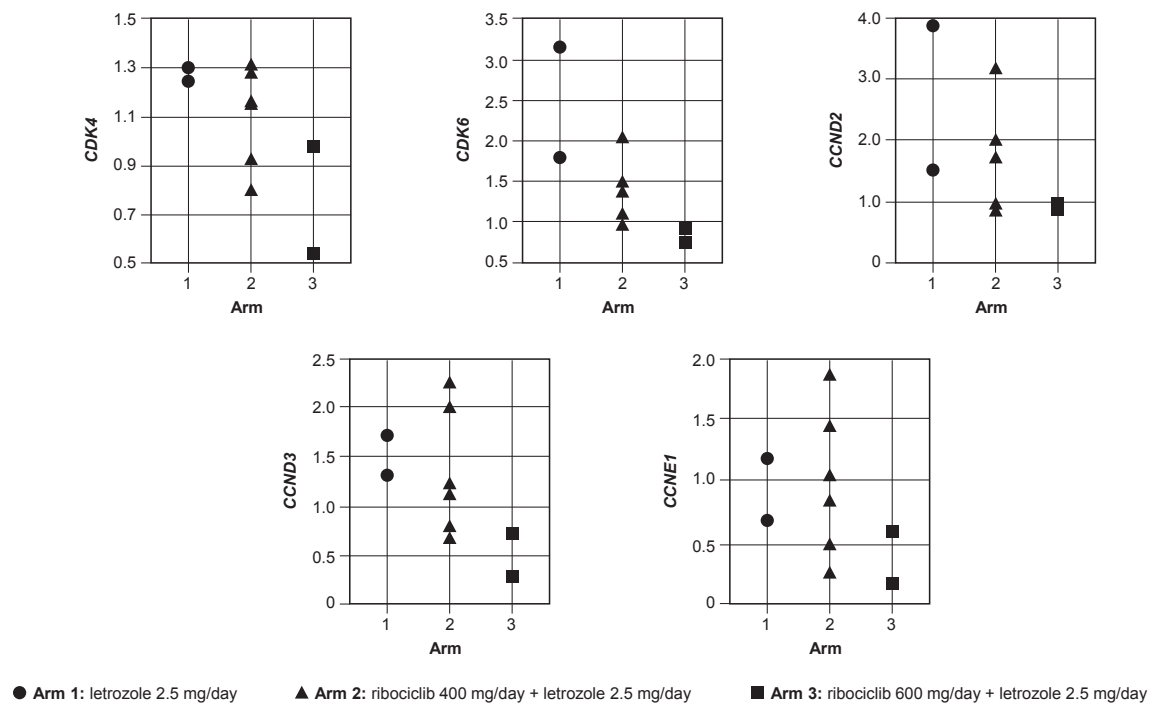 CDK4
1.5
1.3
1.1
0.9
0.7
0.5
1 2 3
Arm
CDK6
3.5
3.0
2.5
2.0
1.5
1.0
0.5
1 2 3
Arm
CCND2
4.0
3.0
2.0
1.0
0
1 2 3
Arm
CCND3
2.5
2.0
1.5
1.0
0.5
0
1 2 3
Arm
CCNE1
2.0
1.5
1.0
0.5
0
1 2 3
Arm
Arm 1: letrozole 2.5 mg/day Arm 2: ribociclib 400 mg/day + letrozole 2.5 mg/day Arm 3: ribociclib 600 mg/day + letrozole 2.5 mg/day